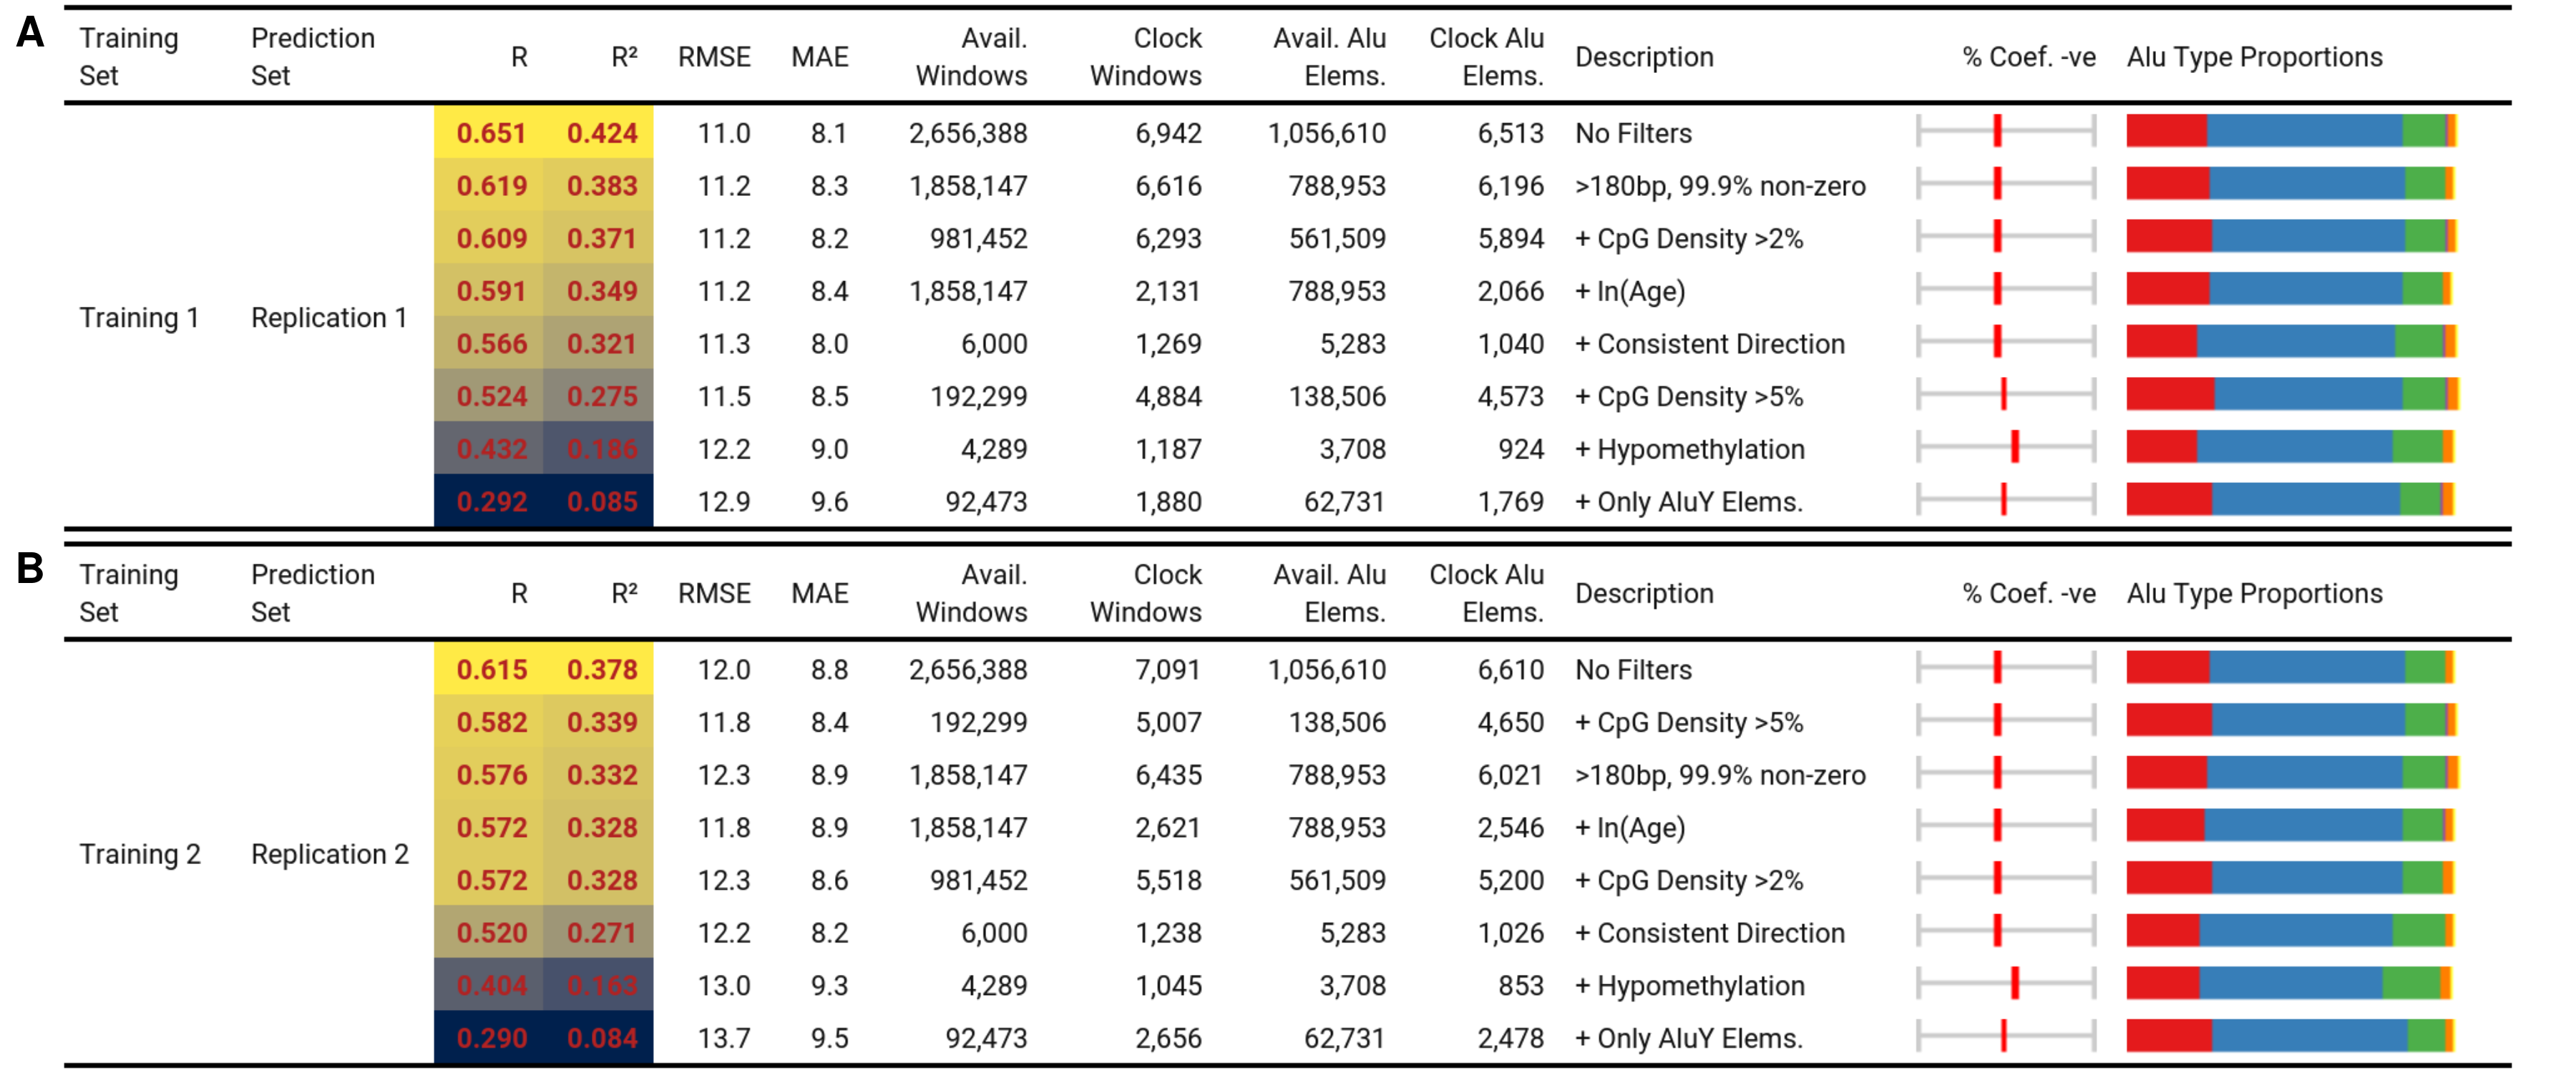 A
Training Set Prediction Set R R² RMSE MAE Avail. Windows Clock Windows Avail. Alu Elems. Clock Alu Elems. Description % Coef. -ve Alu Type Proportions
Training 1 Replication 1
0.651 0.424 11.0 8.1 2,656,388 6,942 1,056,610 6,513 No Filters
0.619 0.383 11.2 8.3 1,858,147 6,616 788,953 6,196 >180bp, 99.9% non-zero
0.609 0.371 11.2 8.2 981,452 6,293 561,509 5,894 + CpG Density >2%
0.591 0.349 11.2 8.4 1,858,147 2,131 788,953 2,066 + ln(Age)
0.566 0.321 11.3 8.0 6,000 1,269 5,283 1,040 + Consistent Direction
0.524 0.275 11.5 8.5 192,299 4,884 138,506 4,573 + CpG Density >5%
0.432 0.186 12.2 9.0 4,289 1,187 3,708 924 + Hypomethylation
0.292 0.085 12.9 9.6 92,473 1,880 62,731 1,769 + Only AluY Elems.
B
Training Set Prediction Set R R² RMSE MAE Avail. Windows Clock Windows Avail. Alu Elems. Clock Alu Elems. Description % Coef. -ve Alu Type Proportions
Training 2 Replication 2
0.615 0.378 12.0 8.8 2,656,388 7,091 1,056,610 6,610 No Filters
0.582 0.339 11.8 8.4 192,299 5,007 138,506 4,650 + CpG Density >5%
0.576 0.332 12.3 8.9 1,858,147 6,435 788,953 6,021 >180bp, 99.9% non-zero
0.572 0.328 11.8 8.9 1,858,147 2,621 788,953 2,546 + ln(Age)
0.572 0.328 12.3 8.6 981,452 5,518 561,509 5,200 + CpG Density >2%
0.520 0.271 12.2 8.2 6,000 1,238 5,283 1,026 + Consistent Direction
0.404 0.163 13.0 9.3 4,289 1,045 3,708 853 + Hypomethylation
0.290 0.084 13.7 9.5 92,473 2,656 62,731 2,478 + Only AluY Elems.